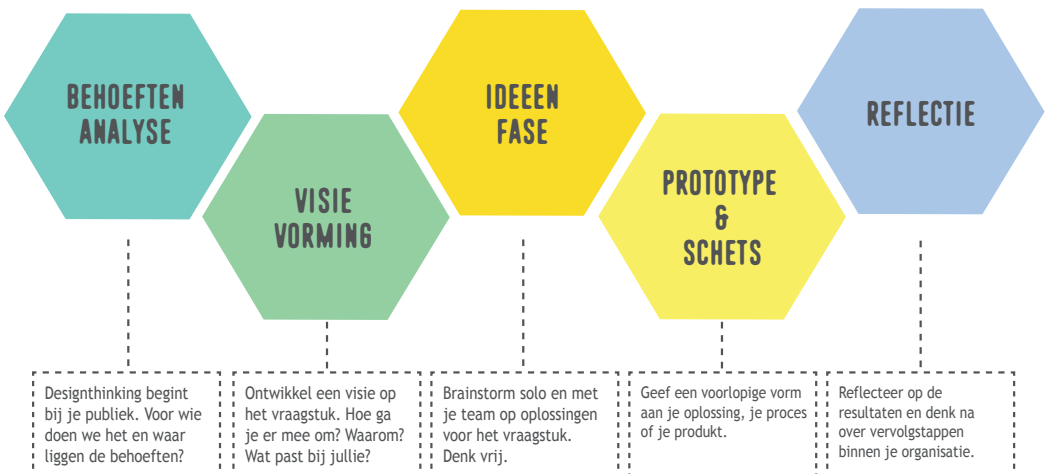 BEHOEFTEN
ANALYSE
VISIE
VORMING
IDEEEN
FASE
PROTOTYPE
&
SCHETS
REFLECTIE
Designthinking begint
bij je publiek. Voor wie
doen we het en waar
liggen de behoeften?
Ontwikkel een visie op
het vraagstuk. Hoe ga
je er mee om? Waarom?
Wat past bij jullie?
Brainstorm solo en met
je team op oplossingen
voor het vraagstuk.
Denk vrij.
Geef een voorlopige vorm
aan je oplossing, je proces
of je produkt.
Reflecteer op de
resultaten en denk na
over vervolgstappen
binnen je organisatie.